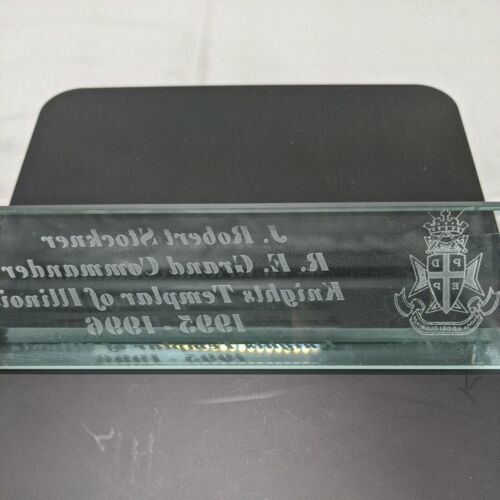 J. Robert Stockner
R. E. Grand Commander
Knights Templar of Illinoi
1995 - 1996
P P
F E